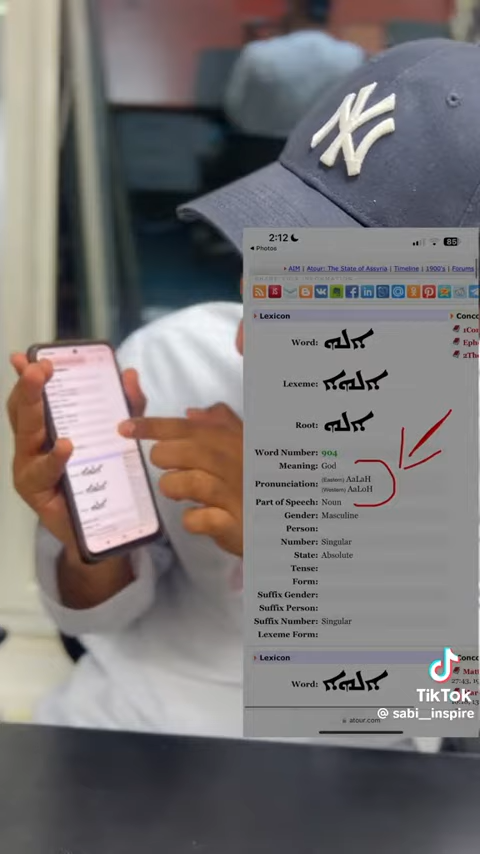 NY
2:12
85
Photos
AIM | Atour: The State of Assyria | Timeline | 1900's | Forums
Lexicon
Word: ܐܠܗ
Lexeme: ܐܠܗܐ
Root: ܐܠܗ
Word Number: 904
Meaning: God
Pronunciation: (Eastern) AaLaH
(Western) AaLoH
Part of Speech: Noun
Gender: Masculine
Person:
Number: Singular
State: Absolute
Tense:
Form:
Suffix Gender:
Suffix Person:
Suffix Number: Singular
Lexeme Form:
Lexicon
Word: ܐܠܗܐ
atour.com
TikTok
@ sabi__inspire